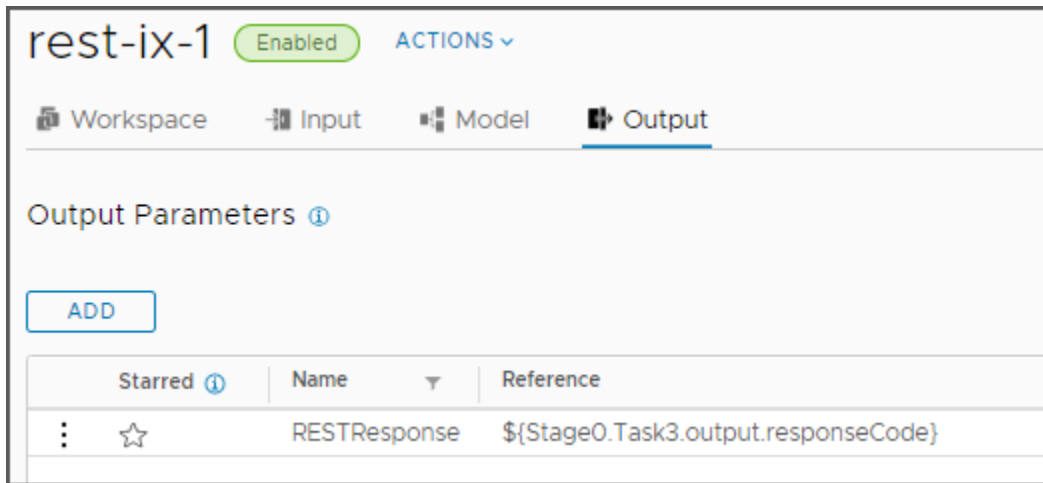 rest-ix-1 Enabled ACTIONS
Workspace Input Model Output
Output Parameters
ADD
Starred Name Reference
RESTResponse ${Stage0.Task3.output.responseCode}